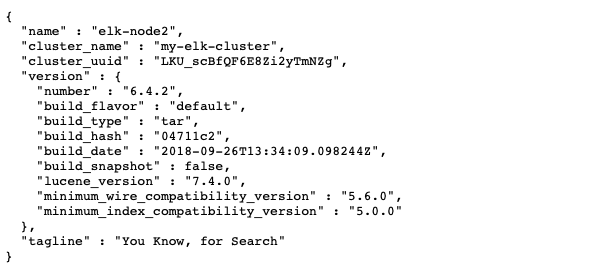 {
  "name" : "elk-node2",
  "cluster_name" : "my-elk-cluster",
  "cluster_uuid" : "LKU_scBfQF6E8Zi2yTmNZg",
  "version" : {
    "number" : "6.4.2",
    "build_flavor" : "default",
    "build_type" : "tar",
    "build_hash" : "04711c2",
    "build_date" : "2018-09-26T13:34:09.098244Z",
    "build_snapshot" : false,
    "lucene_version" : "7.4.0",
    "minimum_wire_compatibility_version" : "5.6.0",
    "minimum_index_compatibility_version" : "5.0.0"
  },
  "tagline" : "You Know, for Search"
}